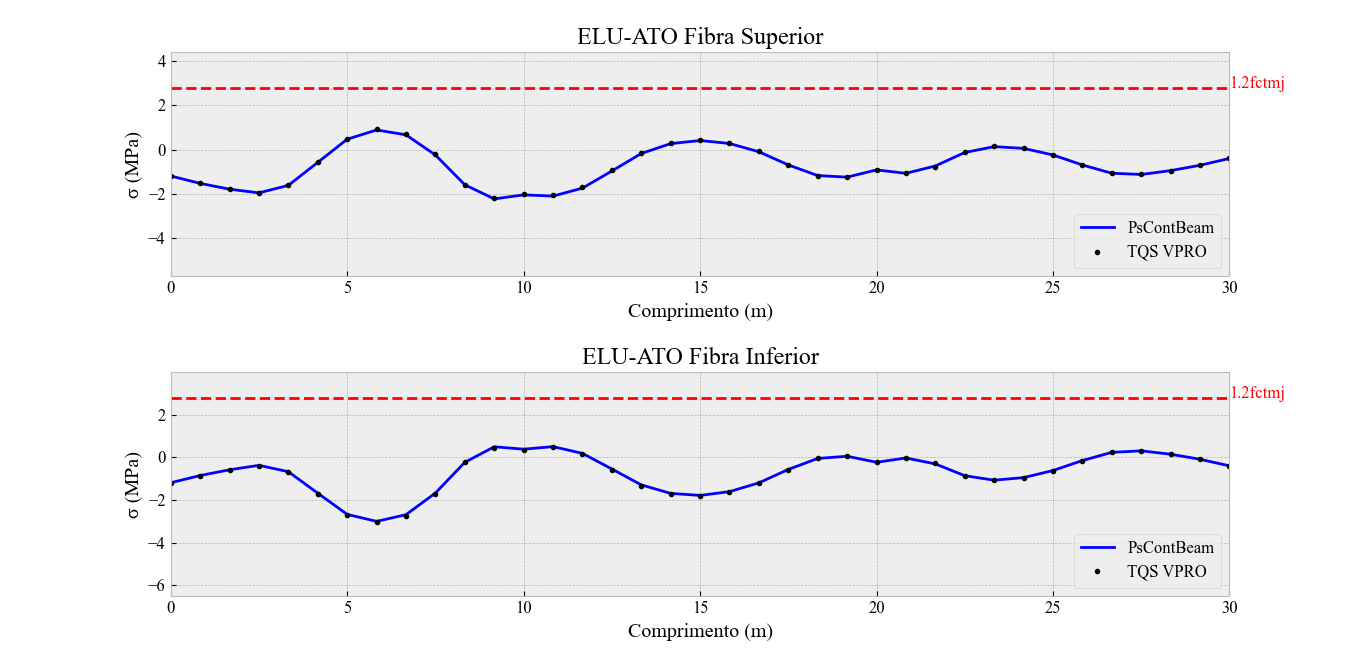 ELU-ATO Fibra Superior
4
1.2fctmj
2
0
σ (MPa)
−2
−4
PsContBeam
TQS VPRO
0 5 10 15 20 25 30
Comprimento (m)
ELU-ATO Fibra Inferior
1.2fctmj
2
0
σ (MPa)
−2
−4
PsContBeam
TQS VPRO
−6
0 5 10 15 20 25 30
Comprimento (m)